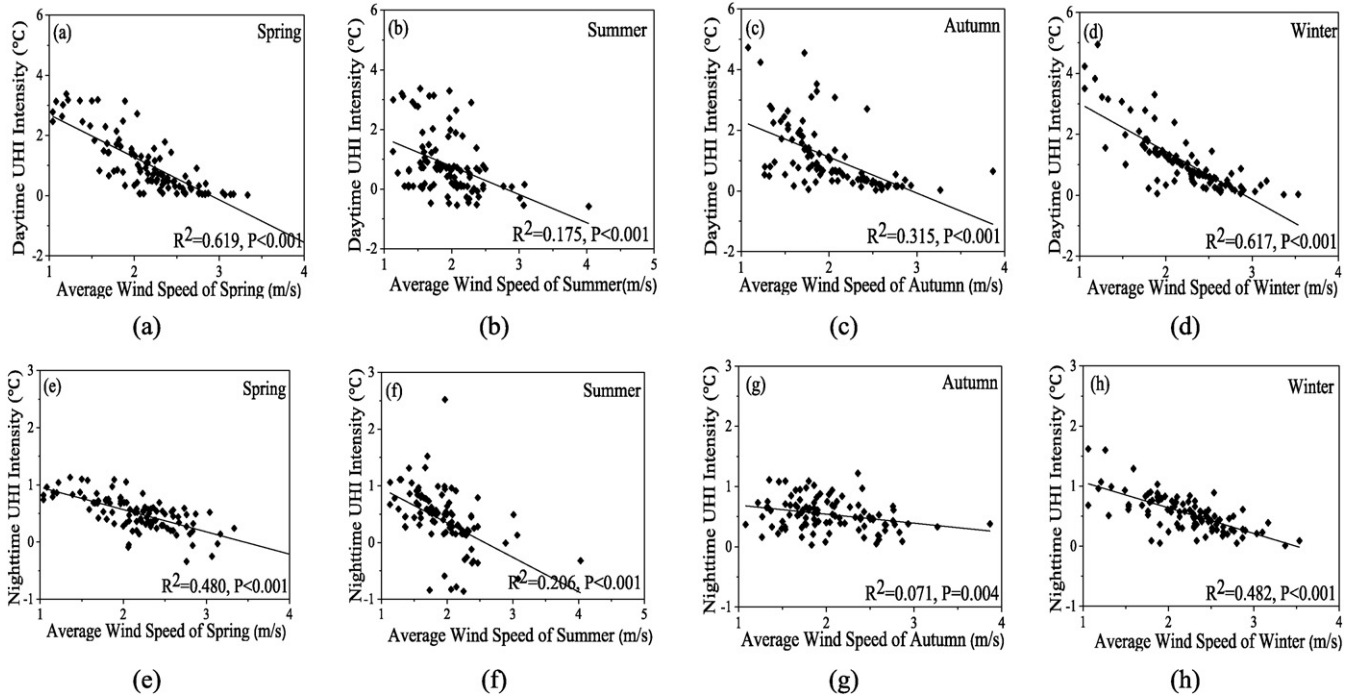 (a) Spring
Daytime UHI Intensity (°C)
6
4
2
0
-2
R²=0.619, P<0.001
1 2 3 4
Average Wind Speed of Spring (m/s)
(a)
(b) Summer
Daytime UHI Intensity (°C)
6
4
2
0
-2
R²=0.175, P<0.001
1 2 3 4 5
Average Wind Speed of Summer(m/s)
(b)
(c) Autumn
Daytime UHI Intensity (°C)
6
4
2
0
-2
R²=0.315, P<0.001
1 2 3 4
Average Wind Speed of Autumn (m/s)
(c)
(d) Winter
Daytime UHI Intensity (°C)
6
4
2
0
-2
R²=0.617, P<0.001
1 2 3 4
Average Wind Speed of Winter (m/s)
(d)
(e) Spring
Nighttime UHI Intensity (°C)
3
2
1
0
-1
R²=0.480, P<0.001
1 2 3 4
Average Wind Speed of Spring (m/s)
(e)
(f) Summer
Nighttime UHI Intensity (°C)
3
2
1
0
-1
R²=0.206, P<0.001
1 2 3 4 5
Average Wind Speed of Summer (m/s)
(f)
(g) Autumn
Nighttime UHI Intensity (°C)
3
2
1
0
-1
R²=0.071, P=0.004
1 2 3 4
Average Wind Speed of Autumn (m/s)
(g)
(h) Winter
Nighttime UHI Intensity (°C)
3
2
1
0
-1
R²=0.482, P<0.001
1 2 3 4
Average Wind Speed of Winter (m/s)
(h)